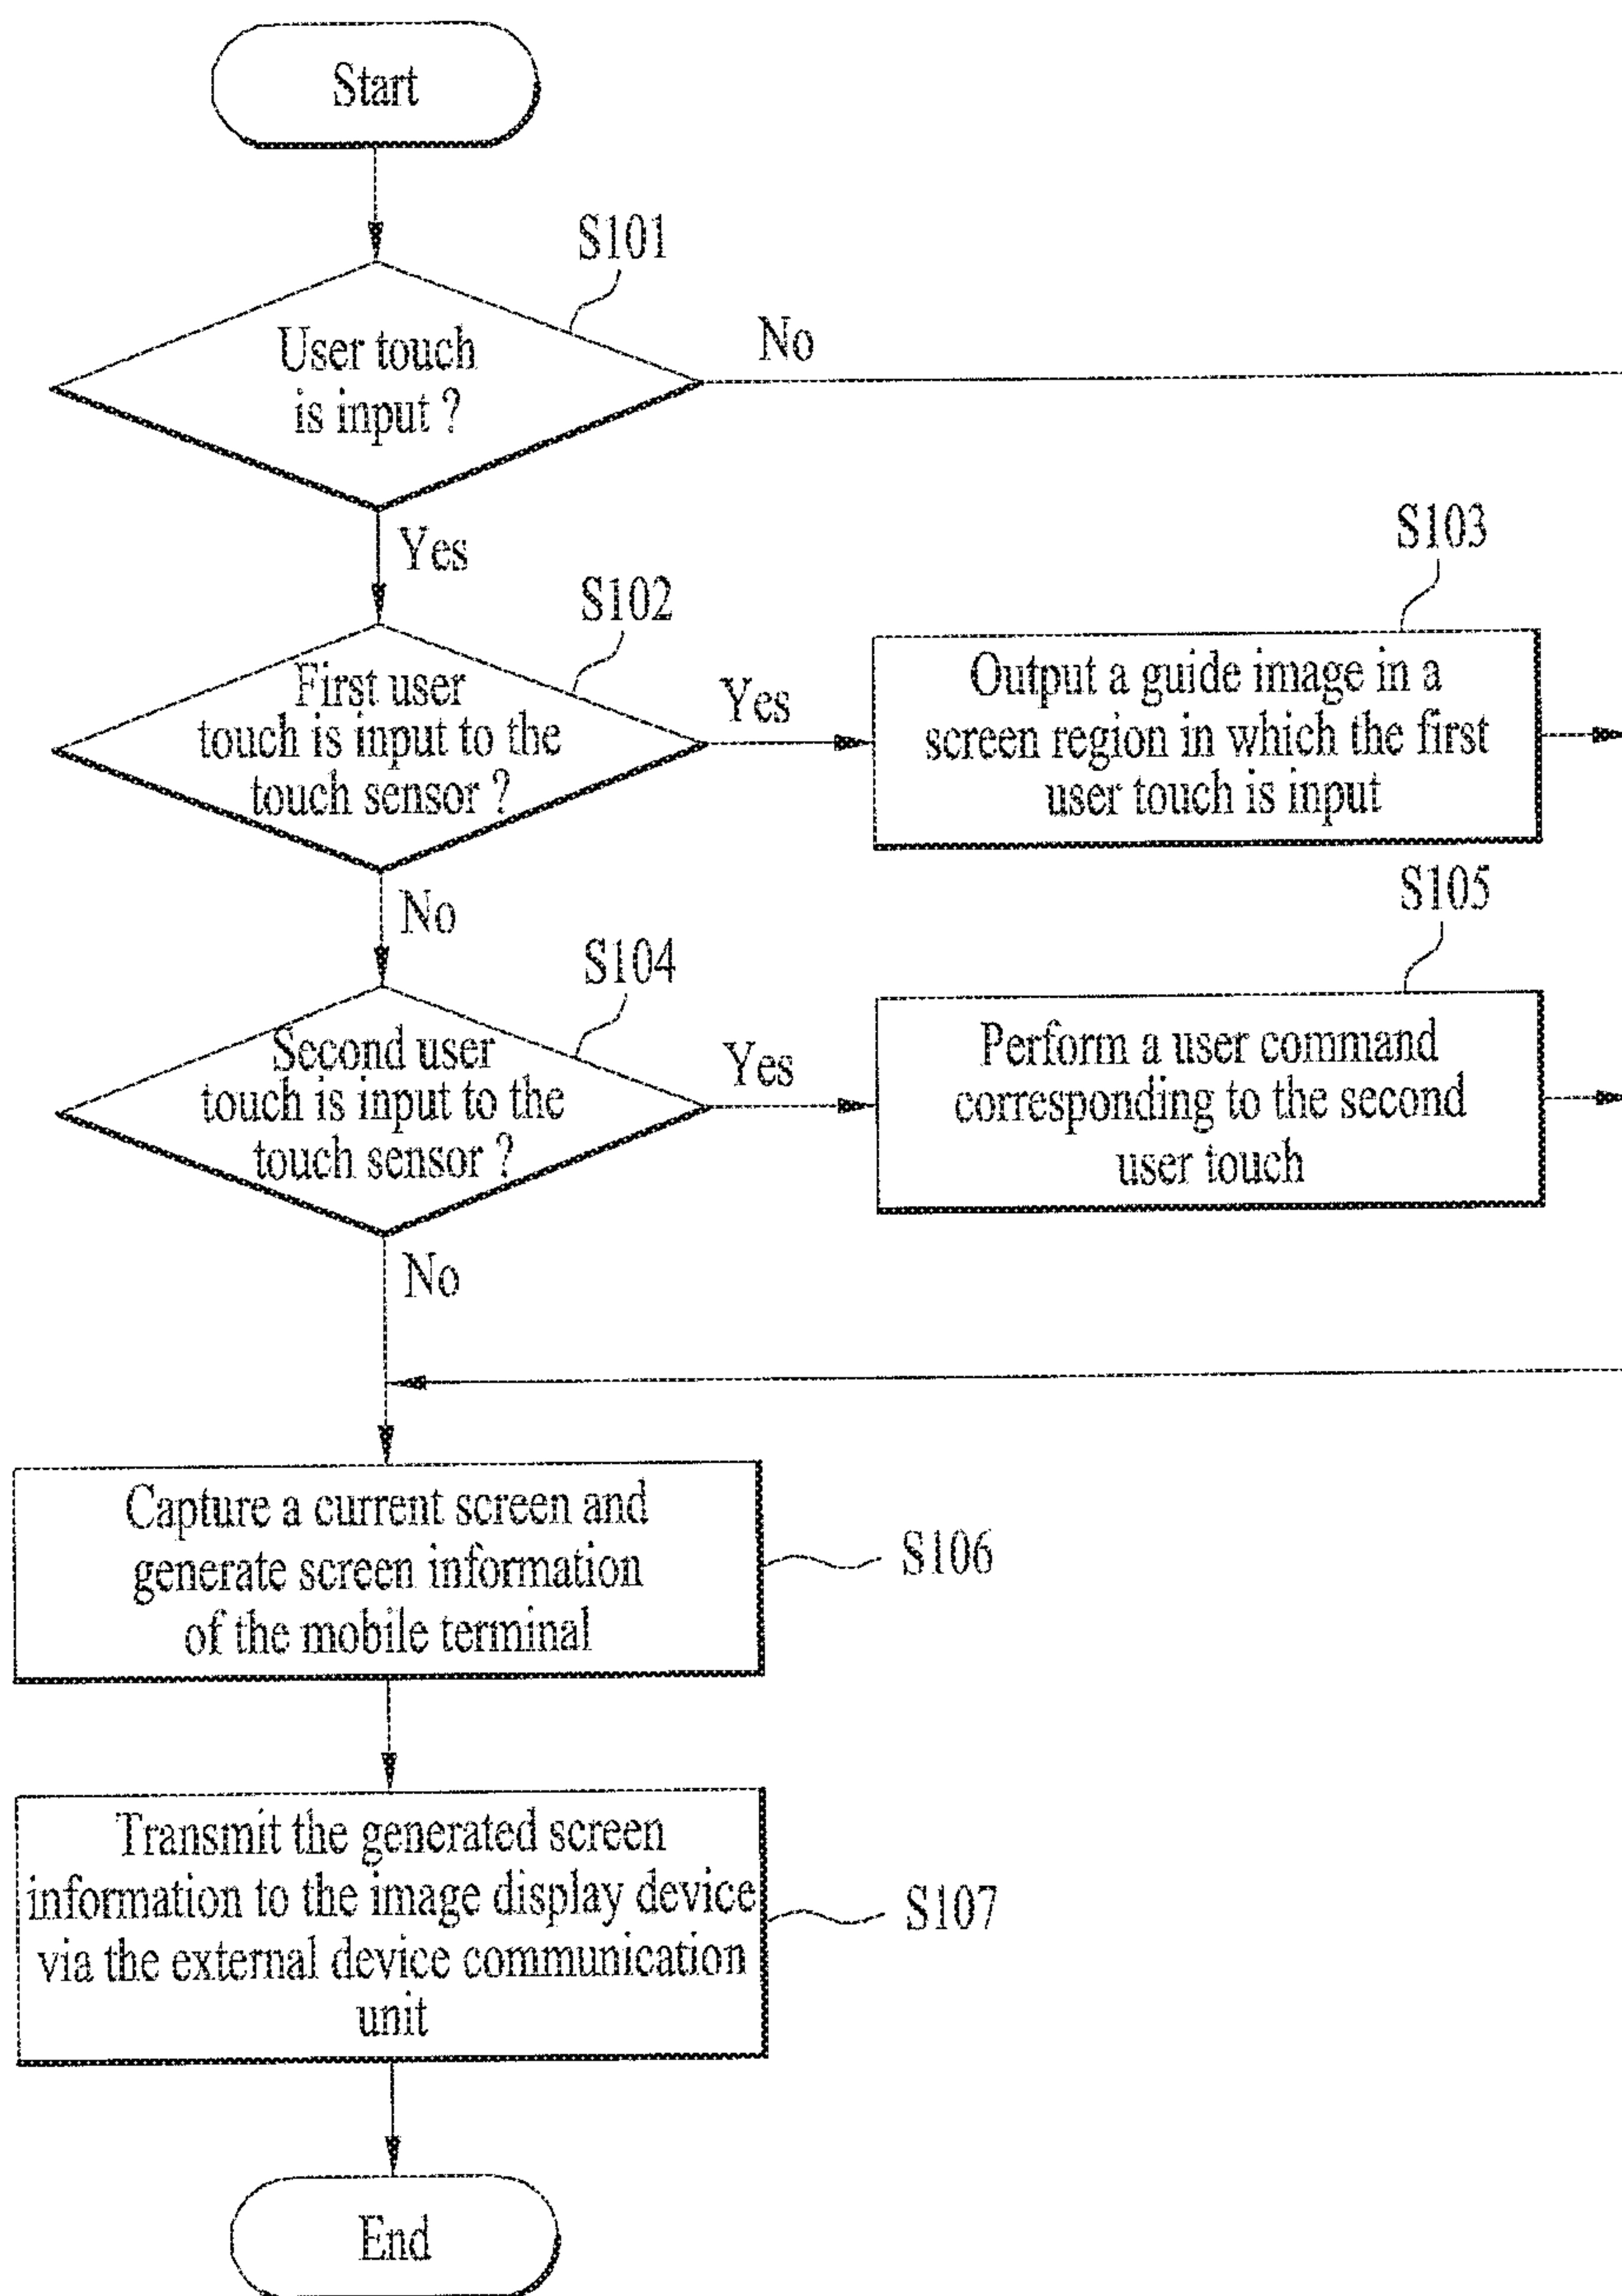 Start
S101
User touch
is input ?
No
Yes
S102
First user
touch is input to the
touch sensor ?
Yes
S103
Output a guide image in a
screen region in which the first
user touch is input
No
S104
Second user
touch is input to the
touch sensor ?
Yes
S105
Perform a user command
corresponding to the second
user touch
No
Capture a current screen and
generate screen information
of the mobile terminal
S106
Transmit the generated screen
information to the image display device
via the external device communication
unit
S107
End